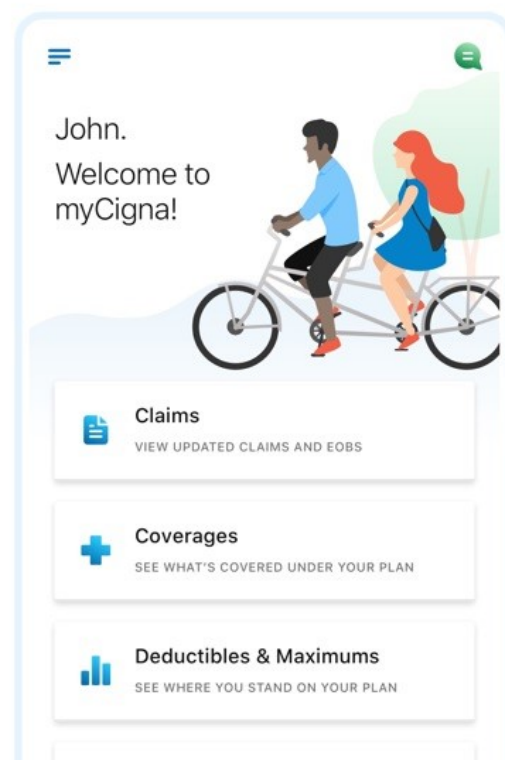 John.
Welcome to
myCigna!
Claims
VIEW UPDATED CLAIMS AND EOBS
Coverages
SEE WHAT'S COVERED UNDER YOUR PLAN
Deductibles & Maximums
SEE WHERE YOU STAND ON YOUR PLAN